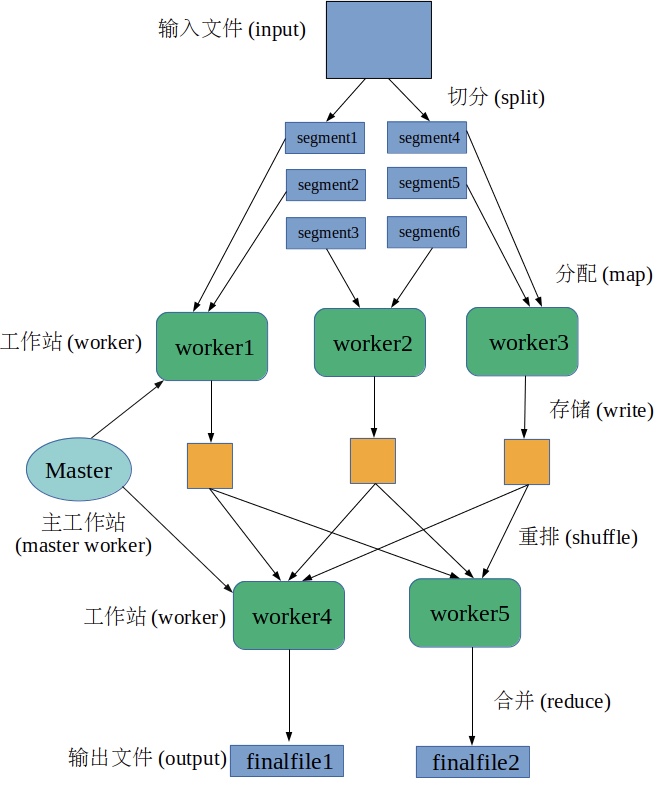 输入文件 (input)
切分 (split)
segment1
segment4
segment2
segment5
segment3
segment6
分配 (map)
工作站 (worker)
worker1
worker2
worker3
存储 (write)
Master
主工作站
(master worker)
重排 (shuffle)
工作站 (worker)
worker4
worker5
合并 (reduce)
输出文件 (output)
finalfile1
finalfile2